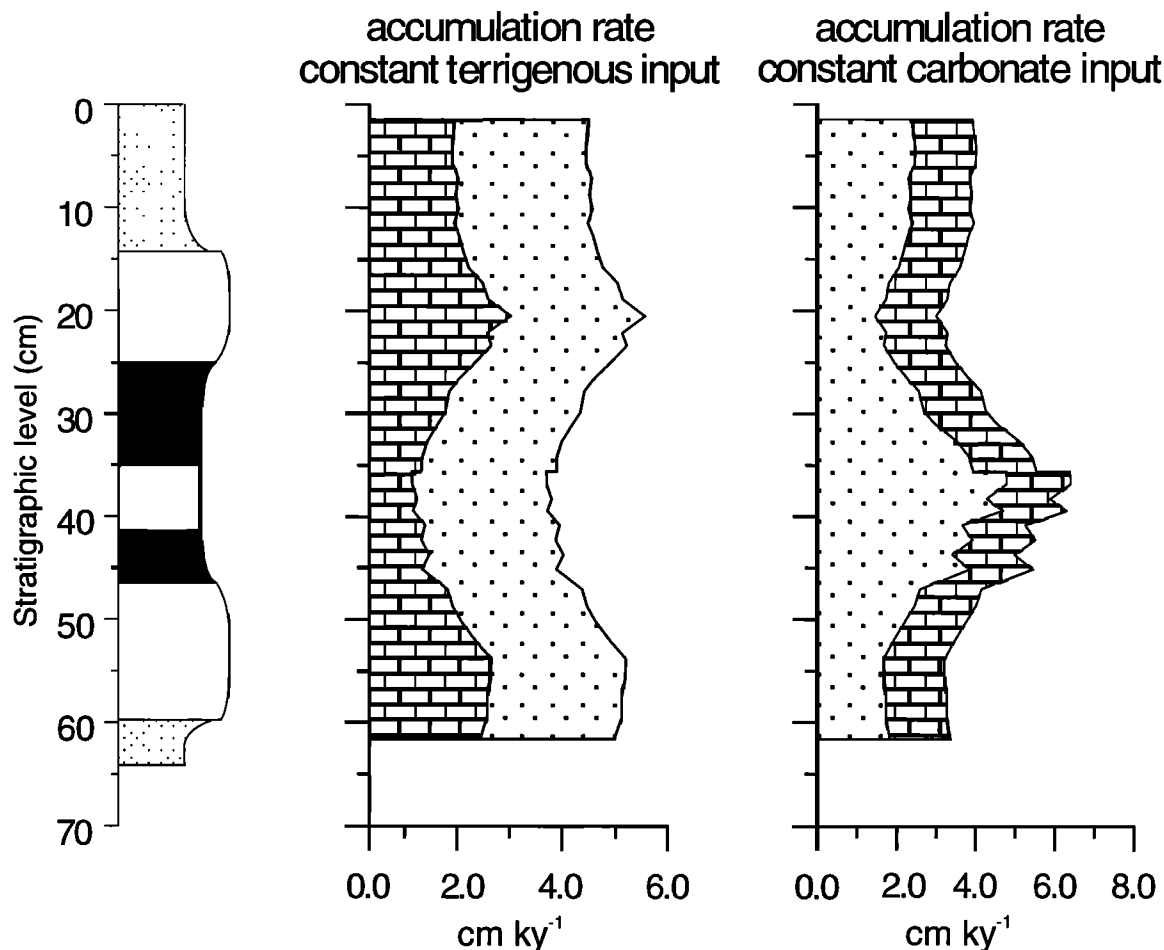 accumulation rate
constant terrigenous input
accumulation rate
constant carbonate input
Stratigraphic level (cm)
0
10
20
30
40
50
60
70
0.0 2.0 4.0 6.0
cm ky-1
0.0 2.0 4.0 6.0 8.0
cm ky-1